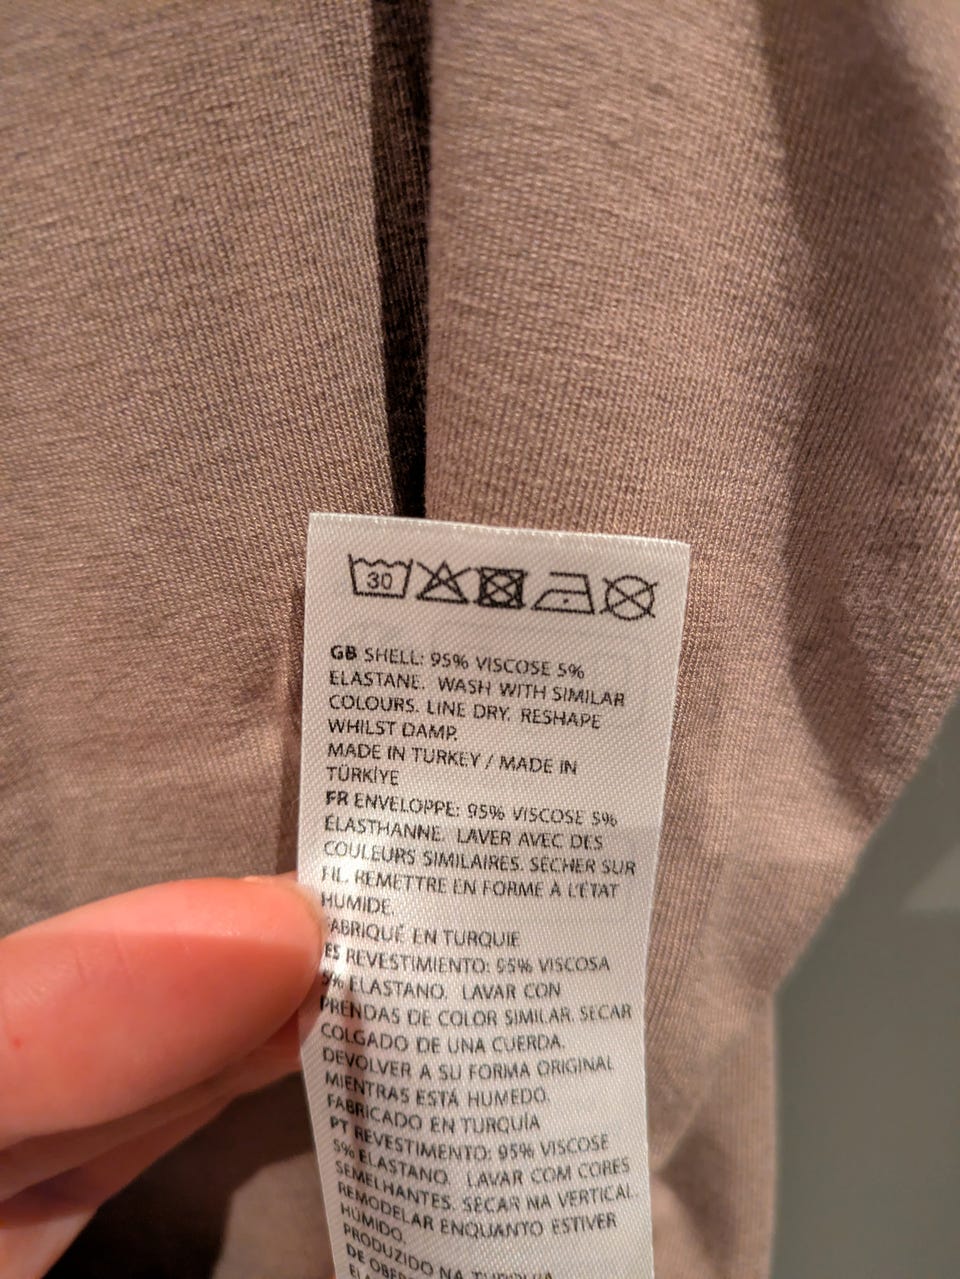 30
GB SHELL: 95% VISCOSE 5%
ELASTANE. WASH WITH SIMILAR
COLOURS. LINE DRY. RESHAPE
WHILST DAMP.
MADE IN TURKEY / MADE IN
TÜRKİYE
FR ENVELOPPE: 95% VISCOSE 5%
ÉLASTHANNE. LAVER AVEC DES
COULEURS SIMILAIRES. SÉCHER SUR
FIL. REMETTRE EN FORME À L'ÉTAT
HUMIDE.
FABRIQUÉ EN TURQUIE
ES REVESTIMIENTO: 95% VISCOSA
5% ELASTANO. LAVAR CON
PRENDAS DE COLOR SIMILAR. SECAR
COLGADO DE UNA CUERDA.
DEVOLVER A SU FORMA ORIGINAL
MIENTRAS ESTÁ HUMEDO.
FABRICADO EN TURQUÍA
PT REVESTIMENTO: 95% VISCOSE
5% ELASTANO. LAVAR COM CORES
SEMELHANTES. SECAR NA VERTICAL.
REMODELAR ENQUANTO ESTIVER
HÚMIDO.
PRODUZIDO NA TURQUIA
DE